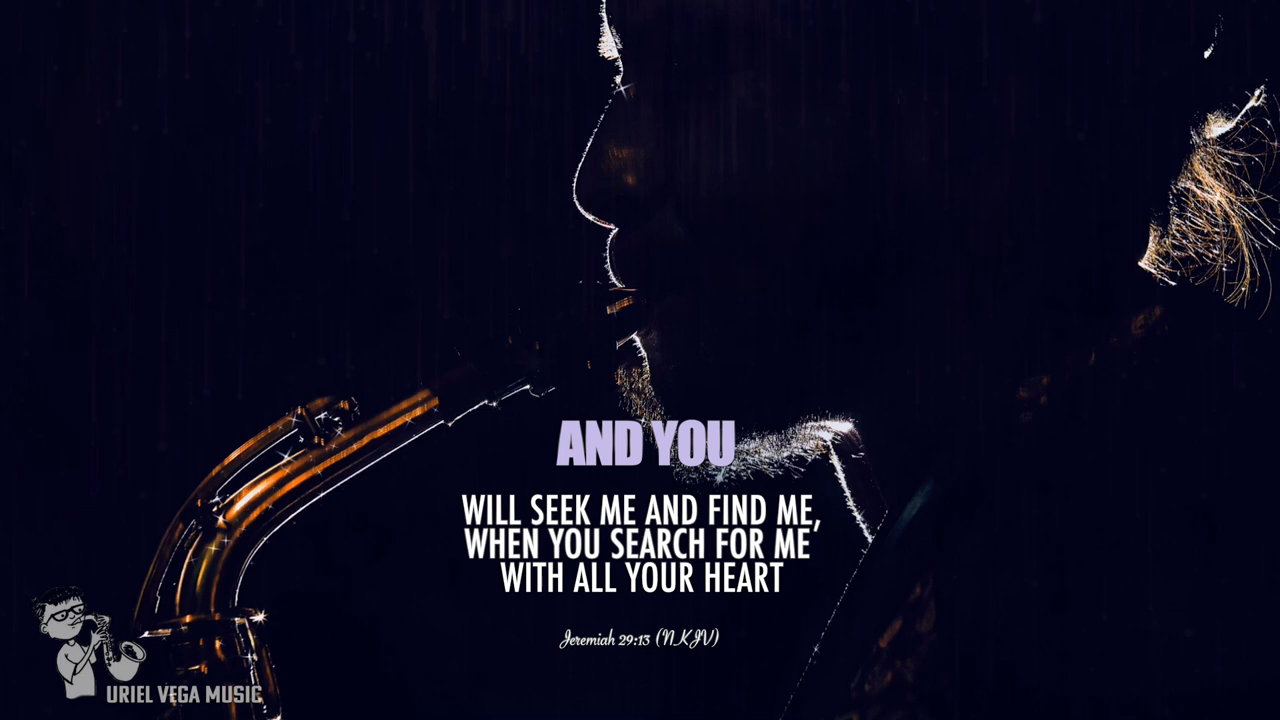 AND YOU
WILL SEEK ME AND FIND ME,
WHEN YOU SEARCH FOR ME
WITH ALL YOUR HEART
Jeremiah 29:13 (NKJV)
URIEL VEGA MUSIC